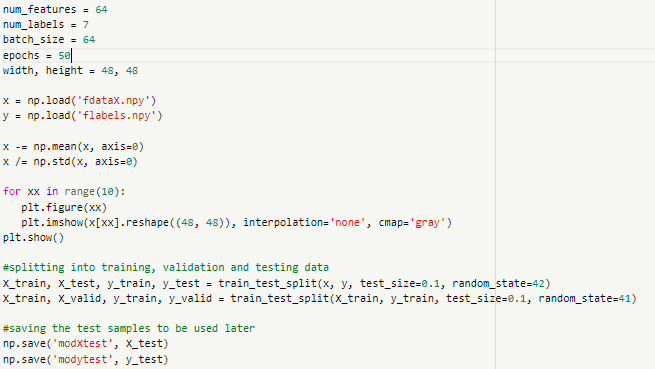 num_features = 64
num_labels = 7
batch_size = 64
epochs = 50
width, height = 48, 48
x = np.load('fdataX.npy')
y = np.load('flabels.npy')
x -= np.mean(x, axis=0)
x /= np.std(x, axis=0)
for xx in range(10):
plt.figure(xx)
plt.imshow(x[xx].reshape((48, 48)), interpolation='none', cmap='gray')
plt.show()
#splitting into training, validation and testing data
X_train, X_test, y_train, y_test = train_test_split(x, y, test_size=0.1, random_state=42)
X_train, X_valid, y_train, y_valid = train_test_split(X_train, y_train, test_size=0.1, random_state=41)
#saving the test samples to be used later
np.save('modXtest', X_test)
np.save('modytest', y_test)